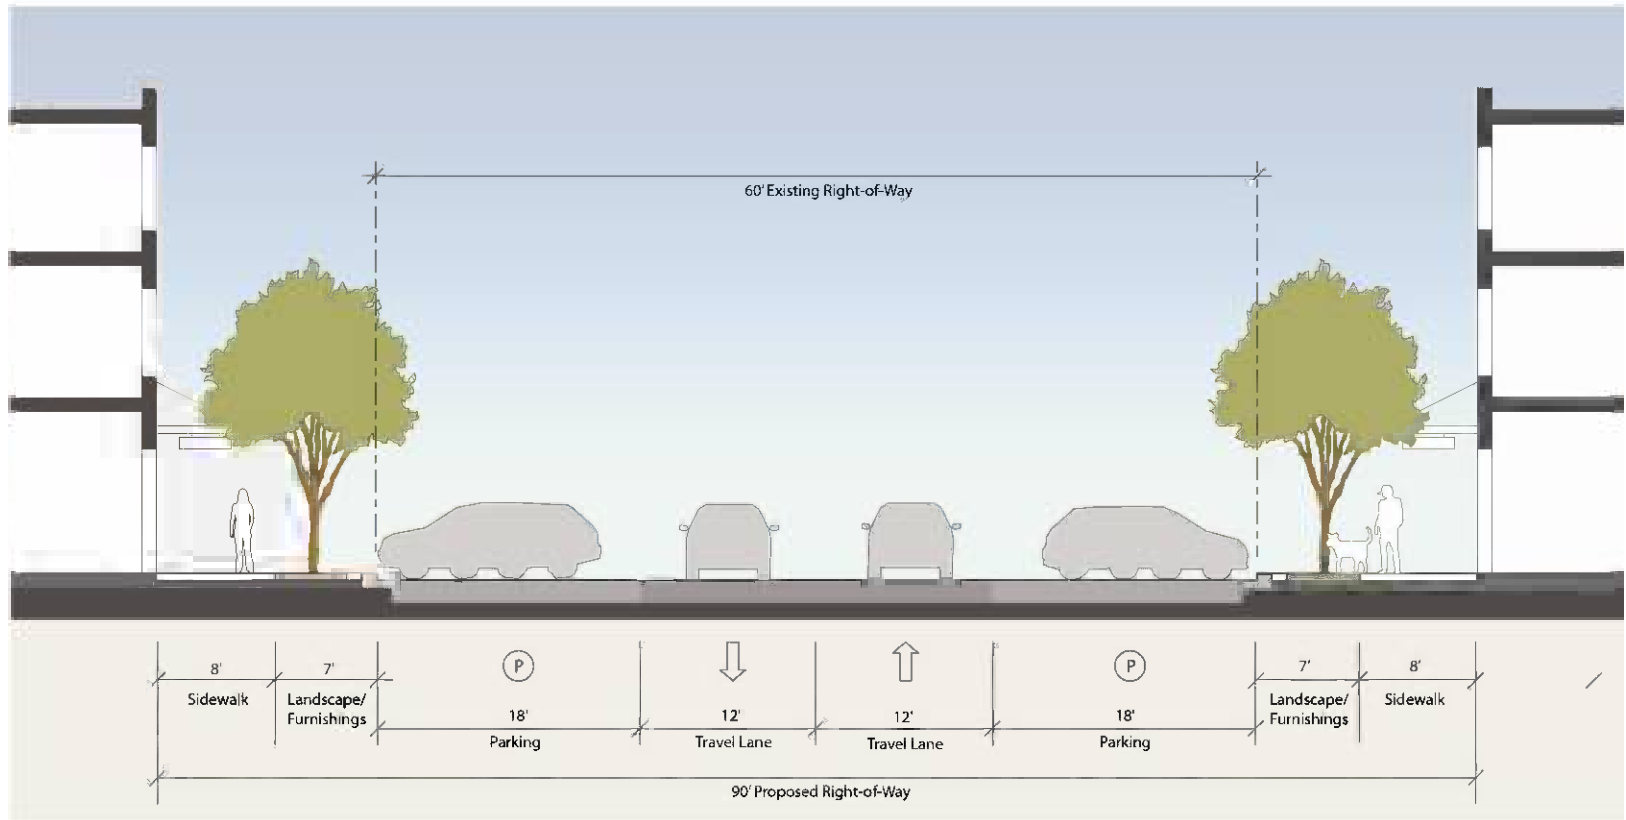 60' Existing Right-of-Way
8'
7'
P
P
7'
8'
Sidewalk
Landscape/
Furnishings
Landscape/
Furnishings
Sidewalk
18'
12'
12'
18'
Parking
Travel Lane
Travel Lane
Parking
90' Proposed Right-of-Way